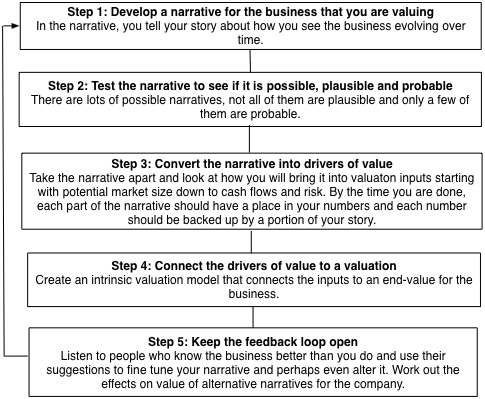 Step 1: Develop a narrative for the business that you are valuing
In the narrative, you tell your story about how you see the business evolving over
time.
Step 2: Test the narrative to see if it is possible, plausible and probable
There are lots of possible narratives, not all of them are plausible and only a few of
them are probable.
Step 3: Convert the narrative into drivers of value
Take the narrative apart and look at how you will bring it into valuaton inputs starting
with potential market size down to cash flows and risk. By the time you are done,
each part of the narrative should have a place in your numbers and each number
should be backed up by a portion of your story.
Step 4: Connect the drivers of value to a valuation
Create an intrinsic valuation model that connects the inputs to an end-value for the
business.
Step 5: Keep the feedback loop open
Listen to people who know the business better than you do and use their
suggestions to fine tune your narrative and perhaps even alter it. Work out the
effects on value of alternative narratives for the company.